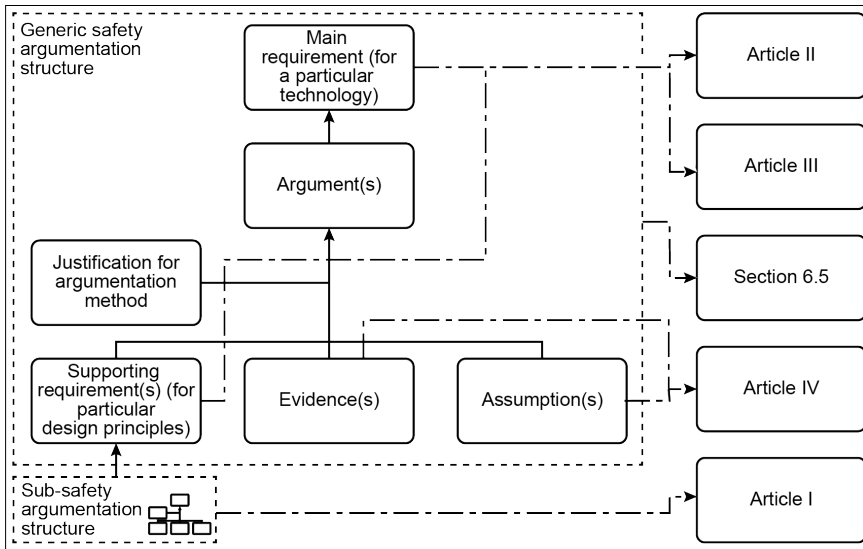 Generic safety
argumentation
structure
Main
requirement (for
a particular
technology)
Article II
Argument(s)
Article III
Justification for
argumentation
method
Section 6.5
Supporting
requirement(s) (for
particular
design principles)
Evidence(s)
Assumption(s)
Article IV
Sub-safety
argumentation
structure
Article I